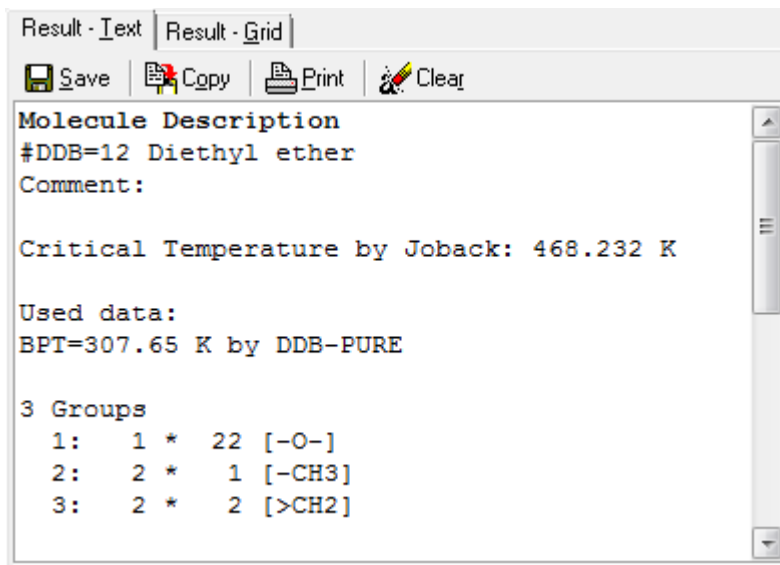 Result - Text Result - Grid
Save Copy Print Clear
Molecule Description
#DDB=12 Diethyl ether
Comment:
Critical Temperature by Joback: 468.232 K
Used data:
BPT=307.65 K by DDB-PURE
3 Groups
1: 1 * 22 [-O-]
2: 2 * 1 [-CH3]
3: 2 * 2 [>CH2]